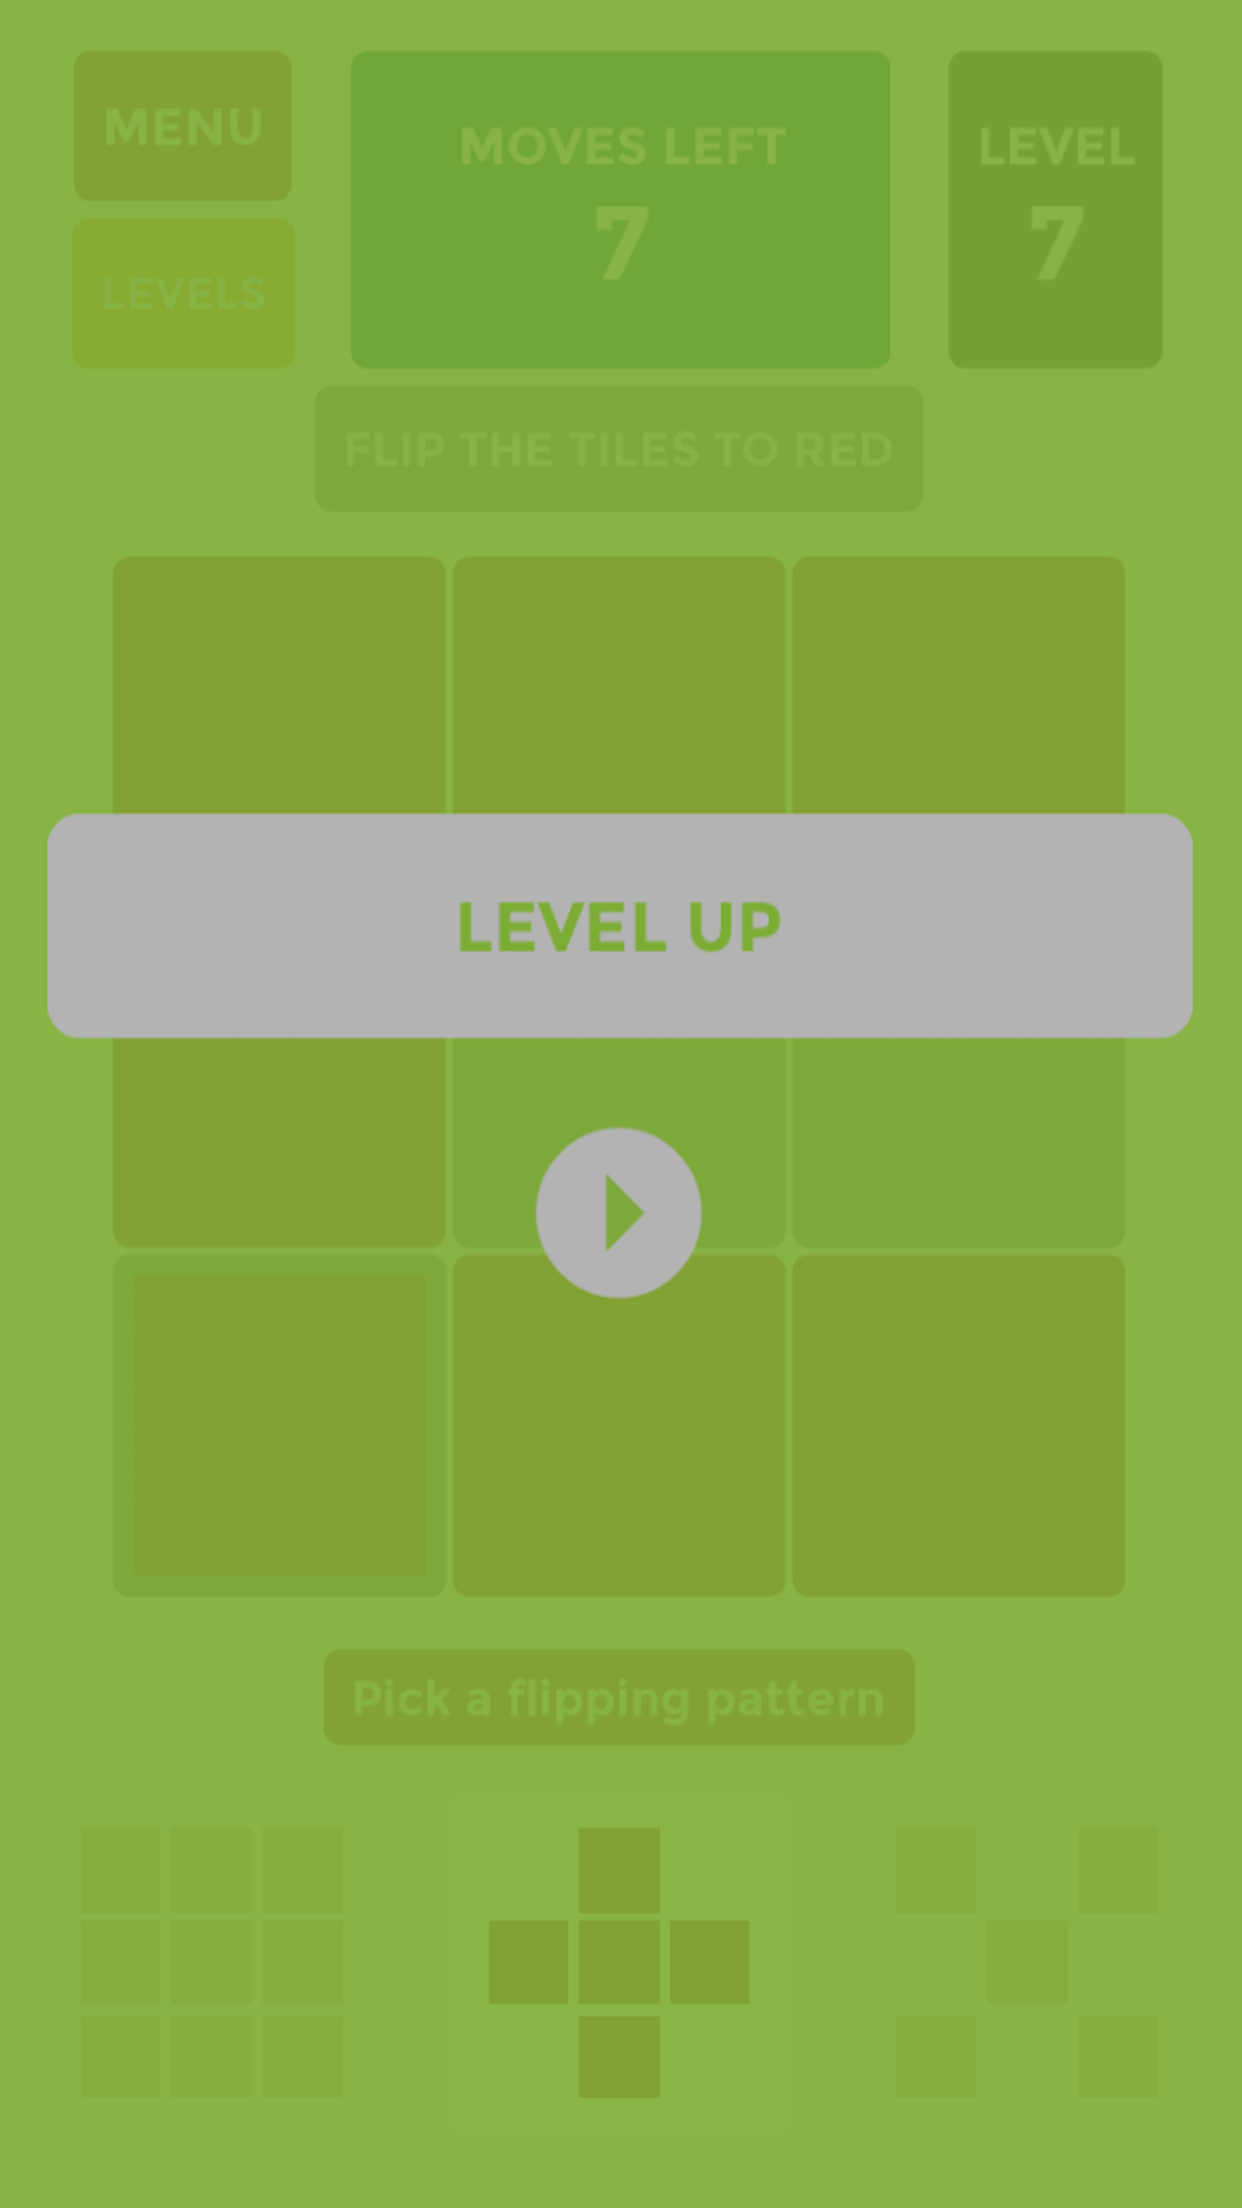 MENU
LEVELS
MOVES LEFT
7
LEVEL
7
FLIP THE TILES TO RED
LEVEL UP
Pick a flipping pattern